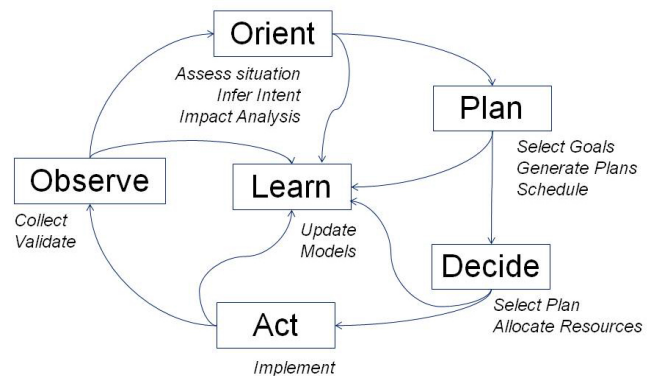 Orient
Assess situation
Infer Intent
Impact Analysis
Plan
Select Goals
Generate Plans
Schedule
Observe
Collect
Validate
Learn
Update
Models
Decide
Select Plan
Allocate Resources
Act
Implement